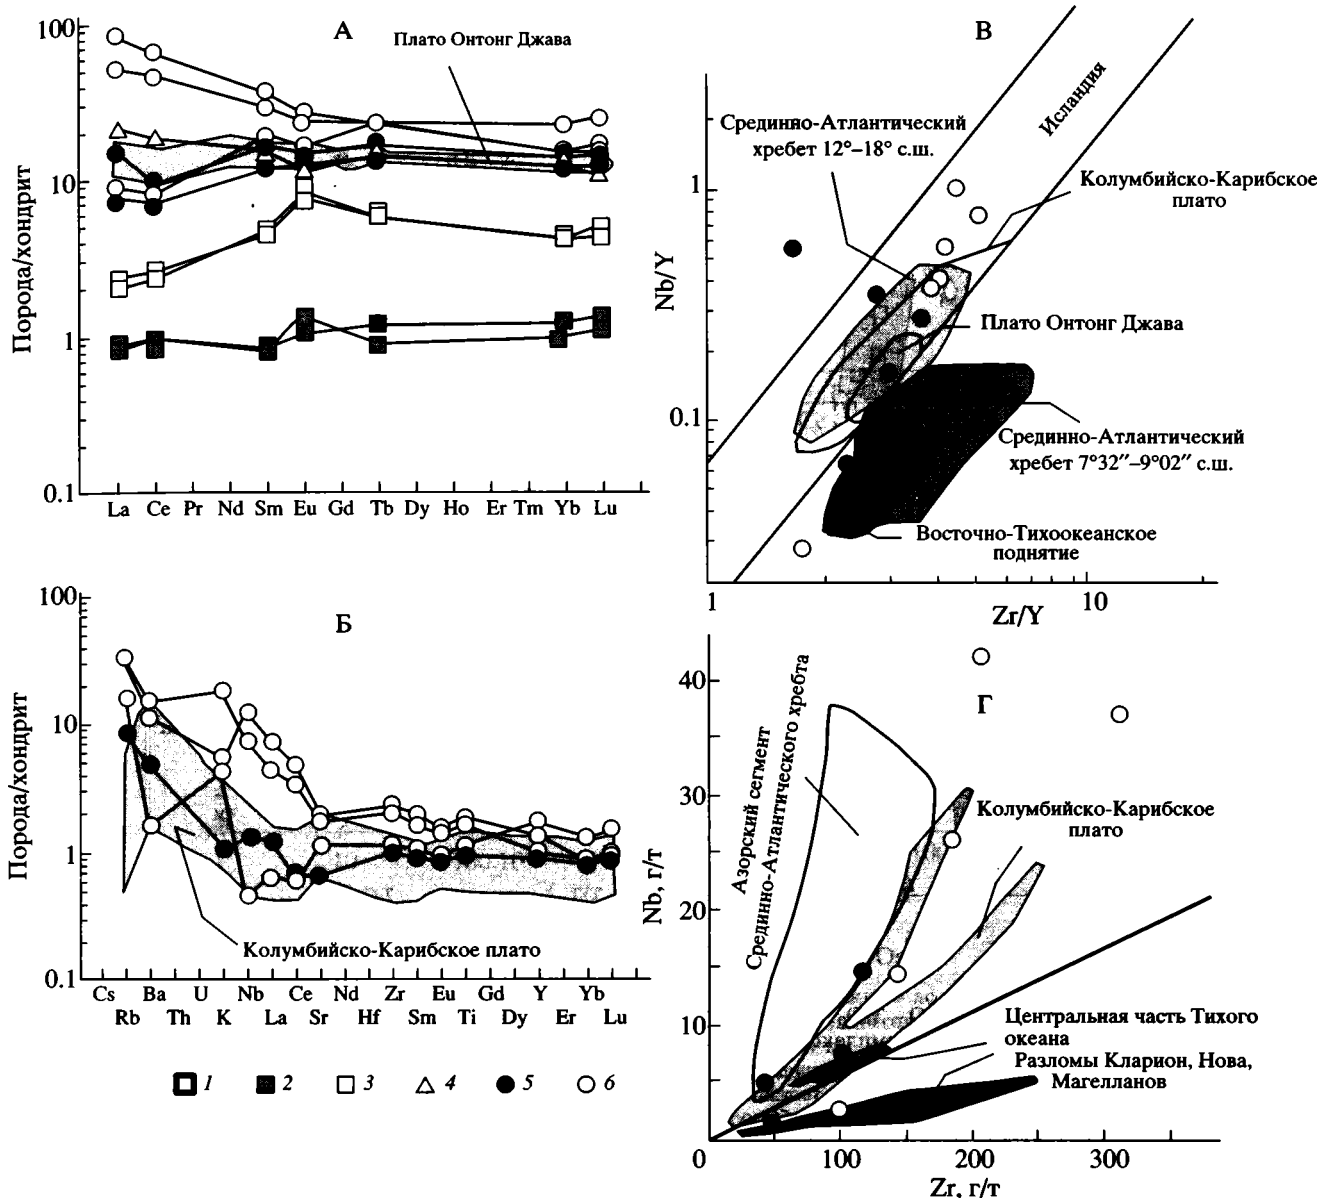 А
100
10
1
0.1
Порода/хондрит
Плато Онтонг Джава
La Ce Pr Nd Sm Eu Gd Tb Dy Ho Er Tm Yb Lu
В
Исландия
Срединно-Атлантический
хребет 12°–18° с.ш.
Колумбийско-Карибское
плато
1
Nb/Y
Плато Онтонг Джава
0.1
Срединно-Атлантический
хребет 7°32″–9°02″ с.ш.
Восточно-Тихоокеанское
поднятие
1 10
Zr/Y
Б
100
10
1
0.1
Порода/хондрит
Колумбийско-Карибское плато
Cs Ba U Nb Ce Nd Zr Eu Gd Y Yb
Rb Th K La Sr Hf Sm Ti Dy Er Lu
1 2 3 4 5 6
Г
40
30
20
10
Nb, г/т
Азорский сегмент
Срединно-Атлантического хребта
Колумбийско-Карибское
плато
Центральная часть Тихого
океана
Разломы Кларион, Нова,
Магелланов
0 100 200 300
Zr, г/т